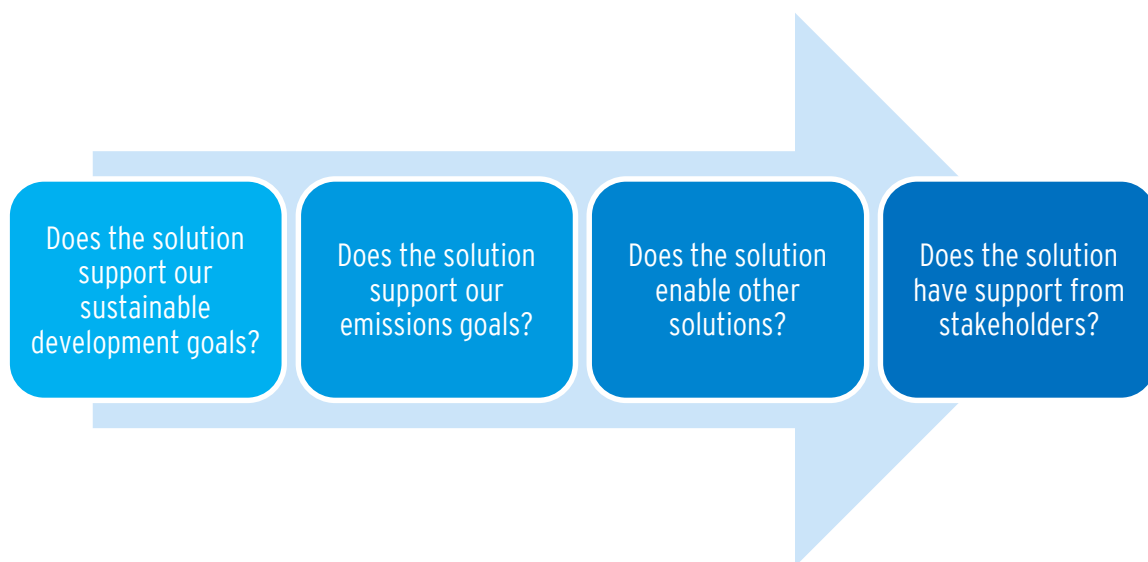 Does the solution
support our
sustainable
development goals?
Does the solution
support our
emissions goals?
Does the solution
enable other
solutions?
Does the solution
have support from
stakeholders?